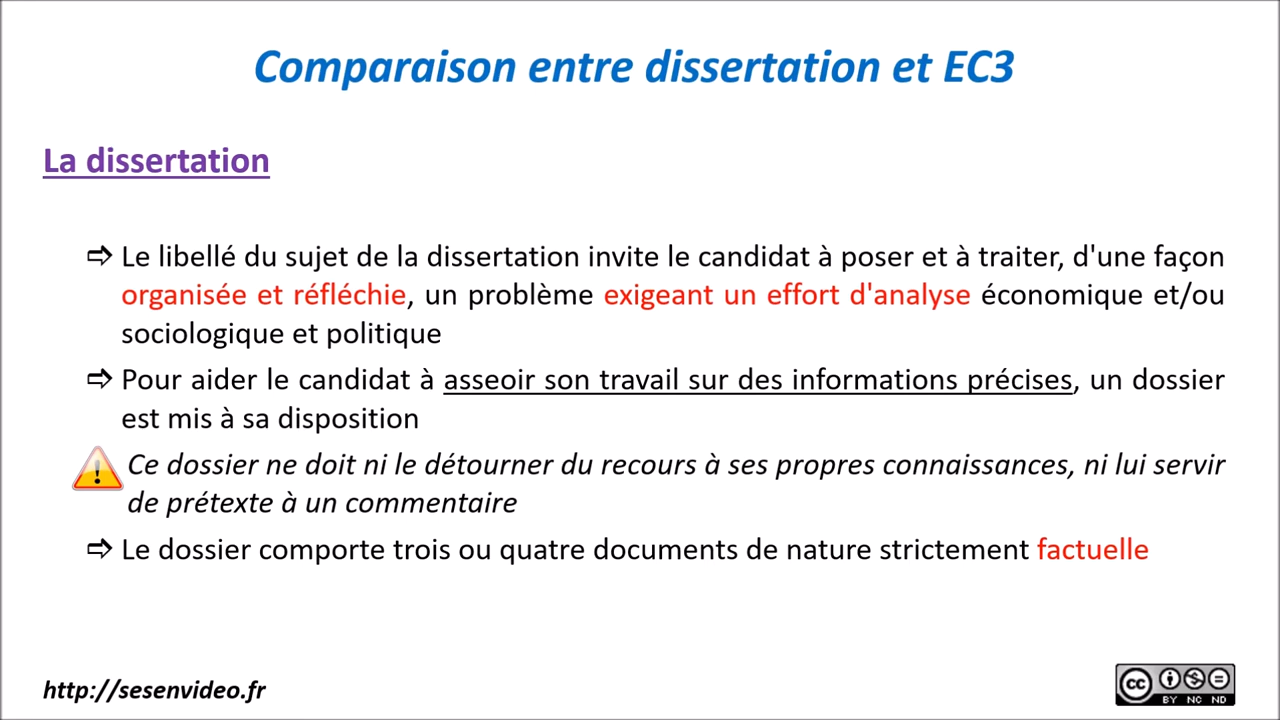 Comparaison entre dissertation et EC3
La dissertation
⇨ Le libellé du sujet de la dissertation invite le candidat à poser et à traiter, d'une façon
organisée et réfléchie, un problème exigeant un effort d'analyse économique et/ou
sociologique et politique
⇨ Pour aider le candidat à asseoir son travail sur des informations précises, un dossier
est mis à sa disposition
Ce dossier ne doit ni le détourner du recours à ses propres connaissances, ni lui servir
de prétexte à un commentaire
⇨ Le dossier comporte trois ou quatre documents de nature strictement factuelle
http://sesenvideo.fr
cc
BY NC ND